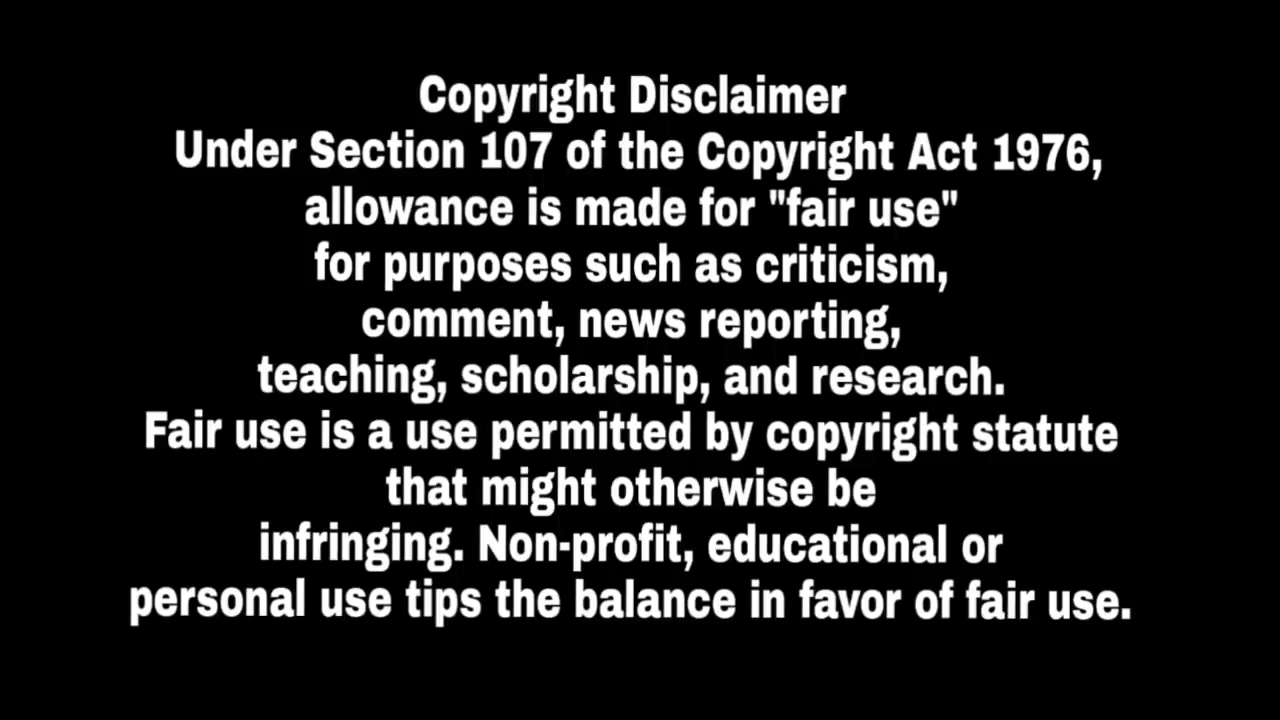 Copyright Disclaimer
Under Section 107 of the Copyright Act 1976,
allowance is made for "fair use"
for purposes such as criticism,
comment, news reporting,
teaching, scholarship, and research.
Fair use is a use permitted by copyright statute
that might otherwise be
infringing. Non-profit, educational or
personal use tips the balance in favor of fair use.